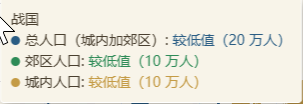 战国
总人口（城内加郊区）: 较低值（20 万人）
郊区人口: 较低值（10 万人）
城内人口: 较低值（10 万人）